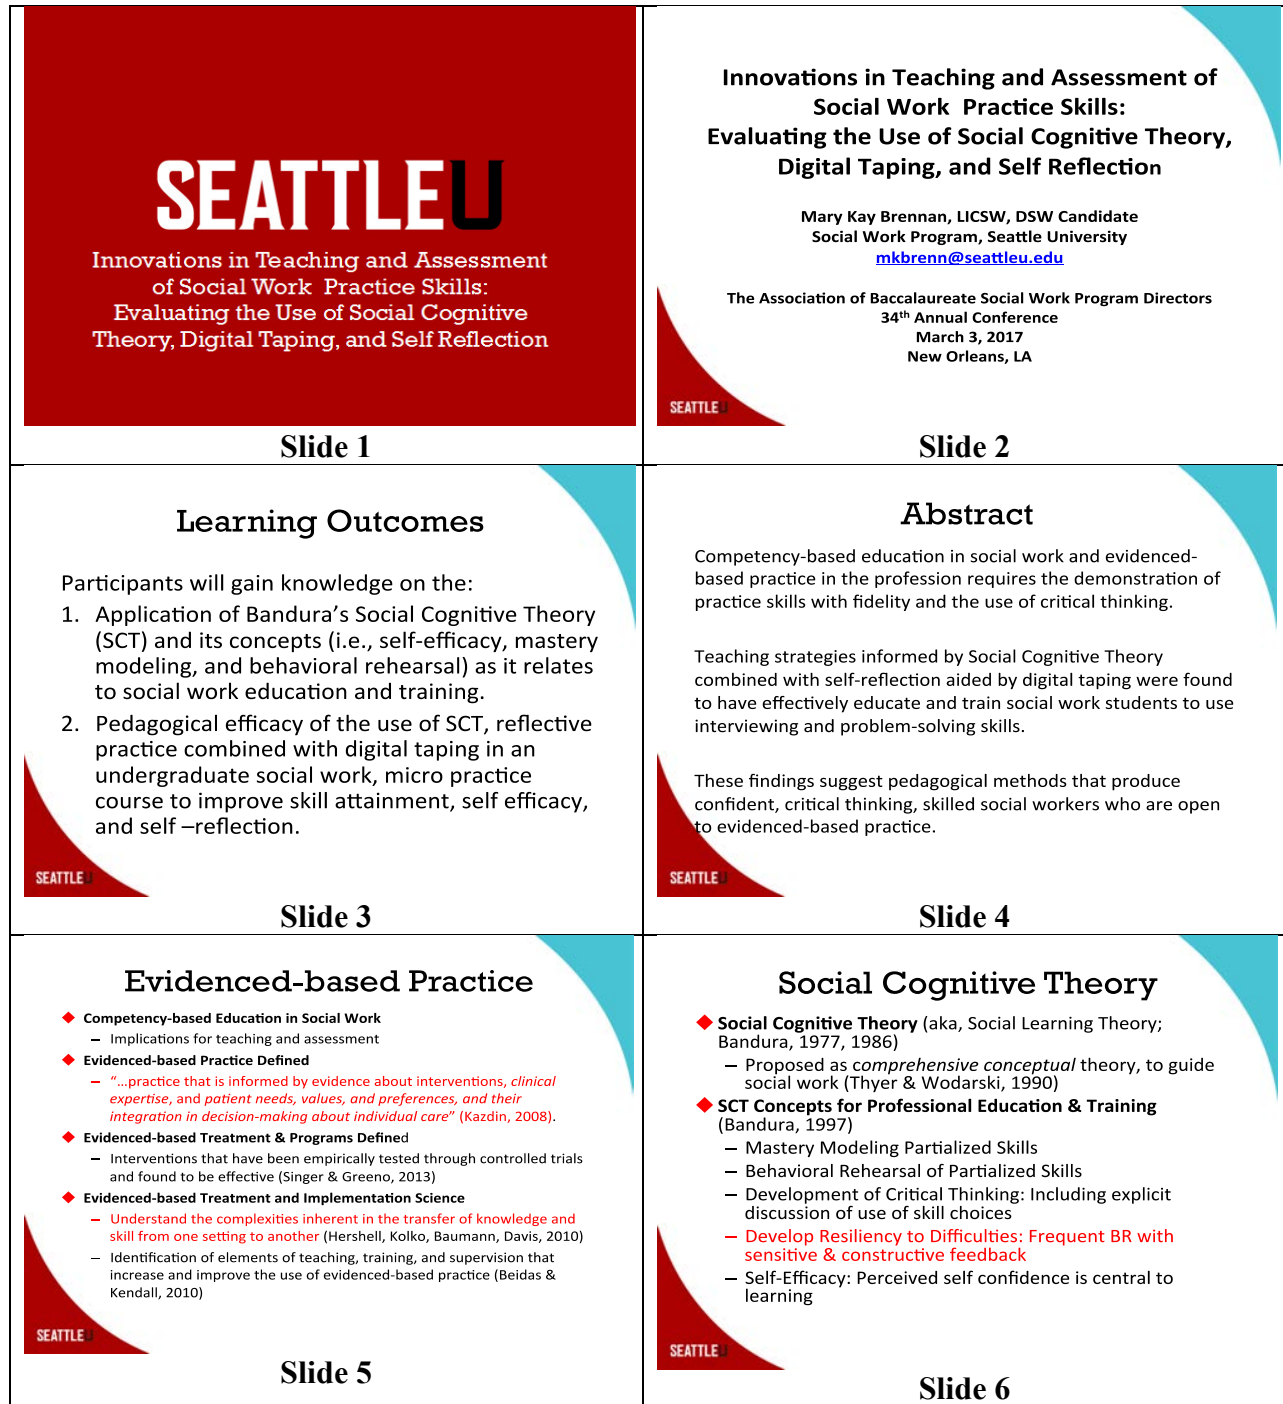 SEATTLEU
Innovations in Teaching and Assessment
of Social Work  Practice Skills:
Evaluating the Use of Social Cognitive
Theory, Digital Taping, and Self Reflection
Slide 1
Innovations in Teaching and Assessment of
Social Work  Practice Skills:
Evaluating the Use of Social Cognitive Theory,
Digital Taping, and Self Reflection
Mary Kay Brennan, LICSW, DSW Candidate
Social Work Program, Seattle University
mkbrenn@seattleu.edu
The Association of Baccalaureate Social Work Program Directors
34th Annual Conference
March 3, 2017
New Orleans, LA
SEATTLEU
Slide 2
Learning Outcomes
Participants will gain knowledge on the:
1. Application of Bandura’s Social Cognitive Theory
(SCT) and its concepts (i.e., self-efficacy, mastery
modeling, and behavioral rehearsal) as it relates
to social work education and training.
2. Pedagogical efficacy of the use of SCT, reflective
practice combined with digital taping in an
undergraduate social work, micro practice
course to improve skill attainment, self efficacy,
and self –reflection.
SEATTLEU
Slide 3
Abstract
Competency-based education in social work and evidenced-
based practice in the profession requires the demonstration of
practice skills with fidelity and the use of critical thinking.
Teaching strategies informed by Social Cognitive Theory
combined with self-reflection aided by digital taping were found
to have effectively educate and train social work students to use
interviewing and problem-solving skills.
These findings suggest pedagogical methods that produce
confident, critical thinking, skilled social workers who are open
to evidenced-based practice.
SEATTLEU
Slide 4
Evidenced-based Practice
◆ Competency-based Education in Social Work
– Implications for teaching and assessment
◆ Evidenced-based Practice Defined
– “…practice that is informed by evidence about interventions, clinical
expertise, and patient needs, values, and preferences, and their
integration in decision-making about individual care” (Kazdin, 2008).
◆ Evidenced-based Treatment & Programs Defined
– Interventions that have been empirically tested through controlled trials
and found to be effective (Singer & Greeno, 2013)
◆ Evidenced-based Treatment and Implementation Science
– Understand the complexities inherent in the transfer of knowledge and
skill from one setting to another (Hershell, Kolko, Baumann, Davis, 2010)
– Identification of elements of teaching, training, and supervision that
increase and improve the use of evidenced-based practice (Beidas &
Kendall, 2010)
SEATTLEU
Slide 5
Social Cognitive Theory
◆ Social Cognitive Theory (aka, Social Learning Theory;
Bandura, 1977, 1986)
– Proposed as comprehensive conceptual theory, to guide
social work (Thyer & Wodarski, 1990)
◆ SCT Concepts for Professional Education & Training
(Bandura, 1997)
– Mastery Modeling Partialized Skills
– Behavioral Rehearsal of Partialized Skills
– Development of Critical Thinking: Including explicit
discussion of use of skill choices
– Develop Resiliency to Difficulties: Frequent BR with
sensitive & constructive feedback
– Self-Efficacy: Perceived self confidence is central to
learning
SEATTLEU
Slide 6